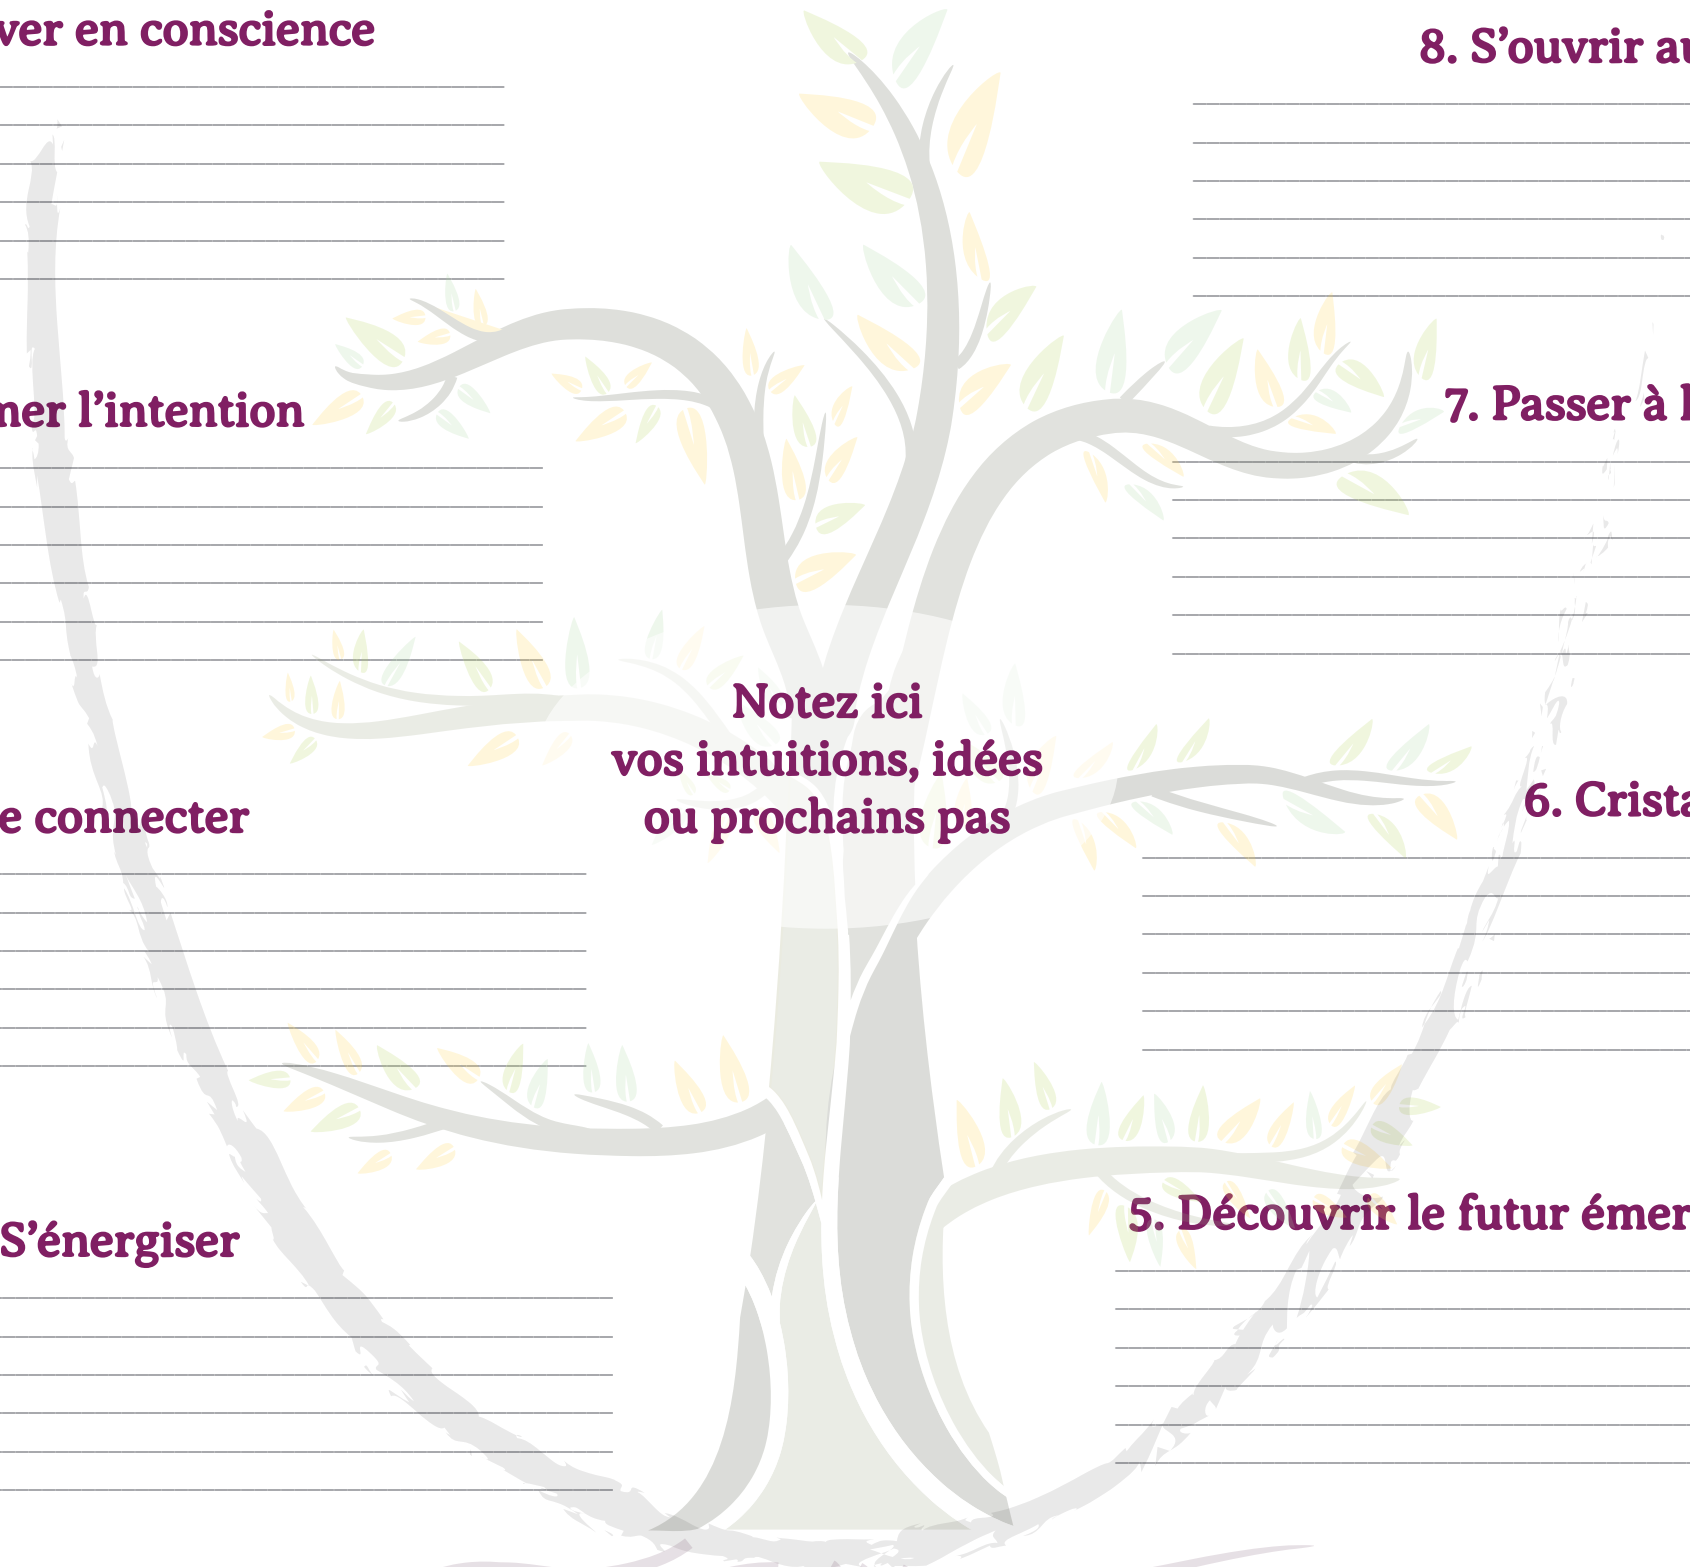 ver en conscience
mer l’intention
e connecter
S’énergiser
Notez ici
vos intuitions, idées
ou prochains pas
8. S’ouvrir au
7. Passer à l
6. Crista
5. Découvrir le futur émer